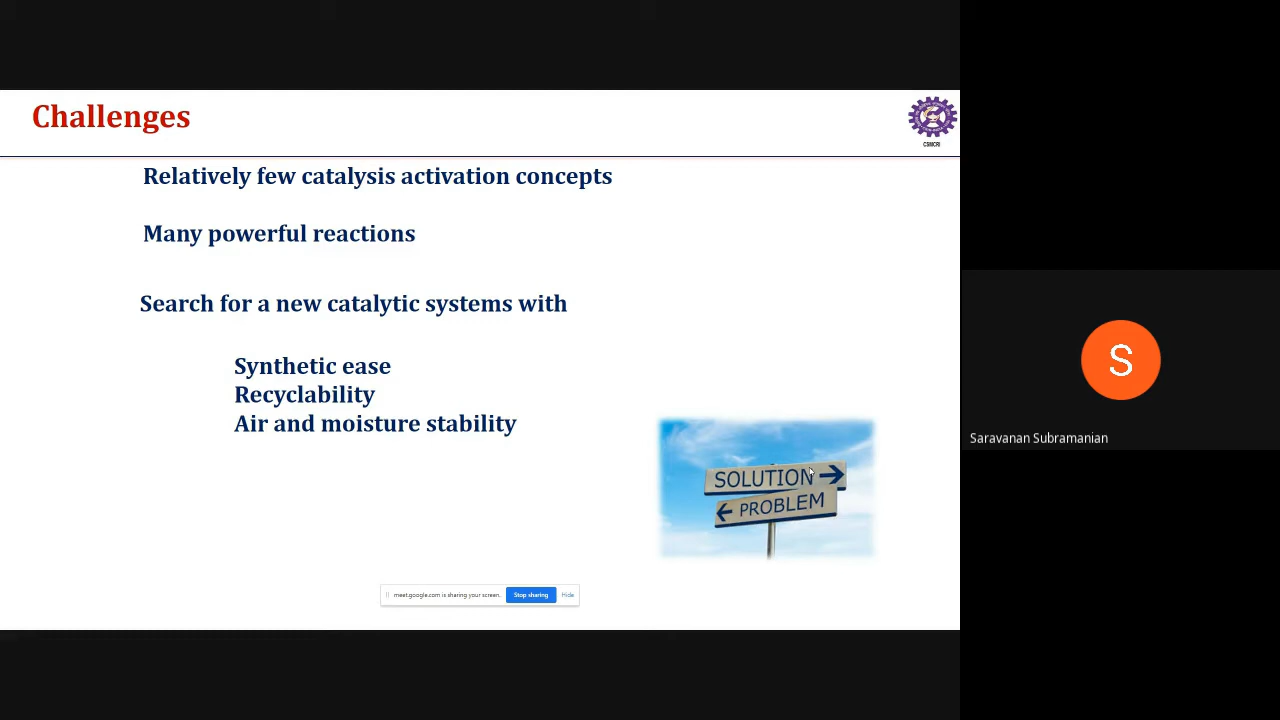 Challenges
CSMCRI
Relatively few catalysis activation concepts
Many powerful reactions
Search for a new catalytic systems with
Synthetic ease
Recyclability
Air and moisture stability
SOLUTION
PROBLEM
meet.google.com is sharing your screen.
Stop sharing
Hide
S
Saravanan Subramanian